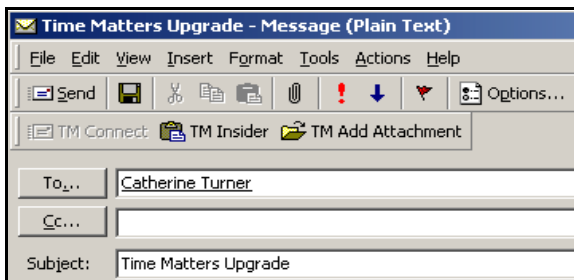 Time Matters Upgrade - Message (Plain Text)
File Edit View Insert Format Tools Actions Help
Send Options...
TM Connect TM Insider TM Add Attachment
To... Catherine Turner
Cc...
Subject: Time Matters Upgrade